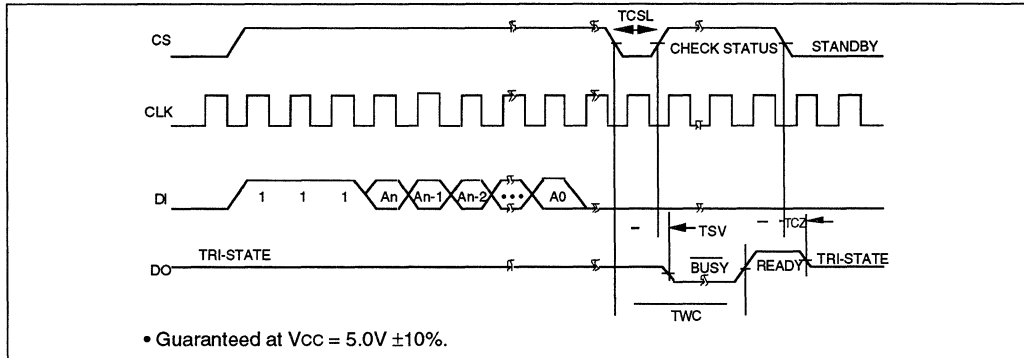 TCSL
CS
CHECK STATUS
STANDBY
CLK
DI
1 1 1 An An-1 An-2 ••• A0
TSV
TCZ
TRI-STATE
DO
BUSY
READY
TRI-STATE
TWC
• Guaranteed at VCC = 5.0V ±10%.